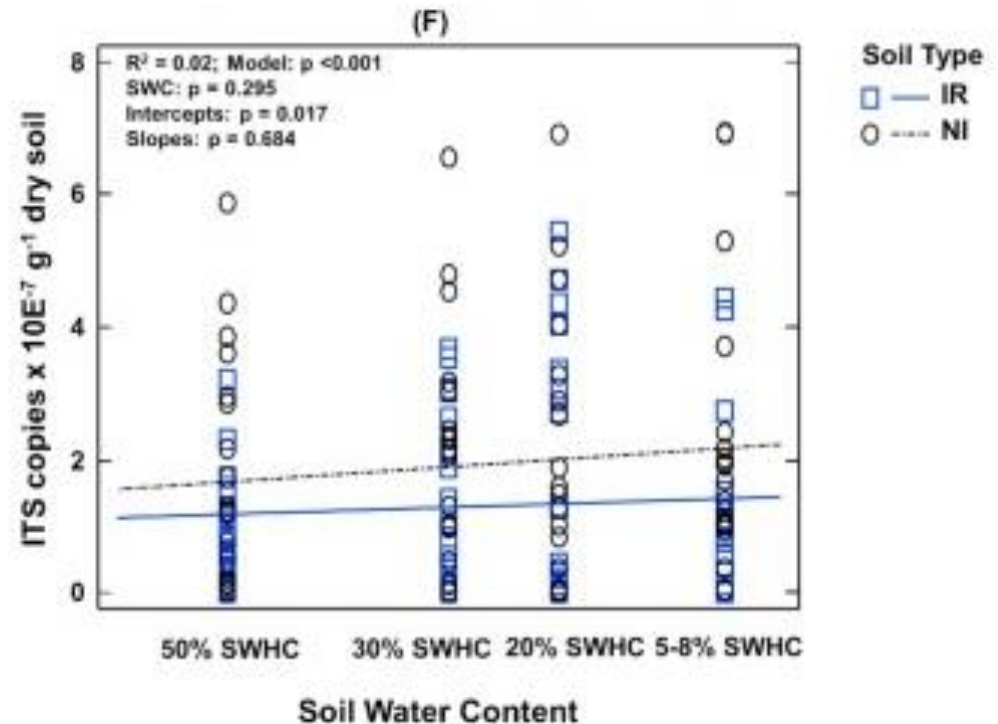 (F)
R² = 0.02; Model: p <0.001
SWC: p = 0.295
Intercepts: p = 0.017
Slopes: p = 0.684
Soil Type
IR
NI
ITS copies x 10E⁻⁷ g⁻¹ dry soil
8
6
4
2
0
50% SWHC 30% SWHC 20% SWHC 5-8% SWHC
Soil Water Content